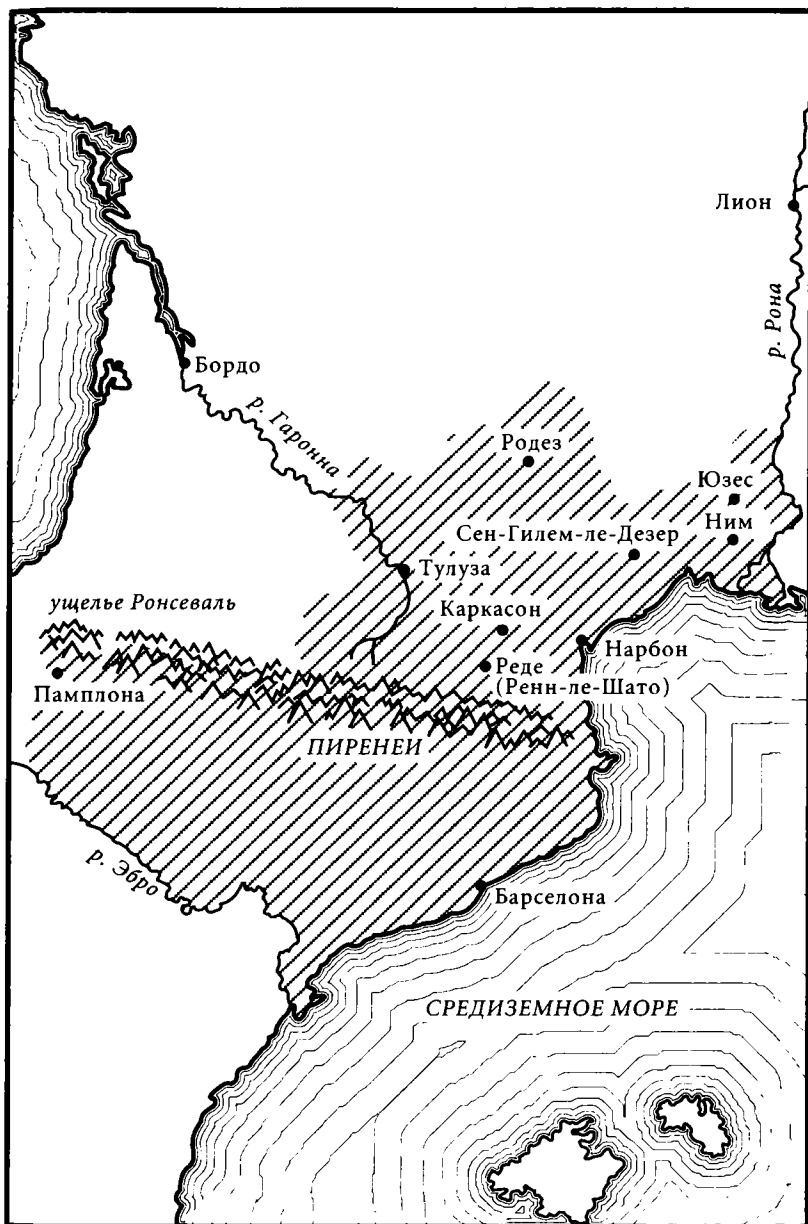 Лион
р. Рона
Бордо
р. Гаронна
Родез
Юзес
Ним
Сен-Гилем-ле-Дезер
Тулуза
ущелье Ронсеваль
Каркасон
Нарбон
Реде
(Ренн-ле-Шато)
Памплона
ПИРЕНЕИ
р. Эбро
Барселона
СРЕДИЗЕМНОЕ МОРЕ